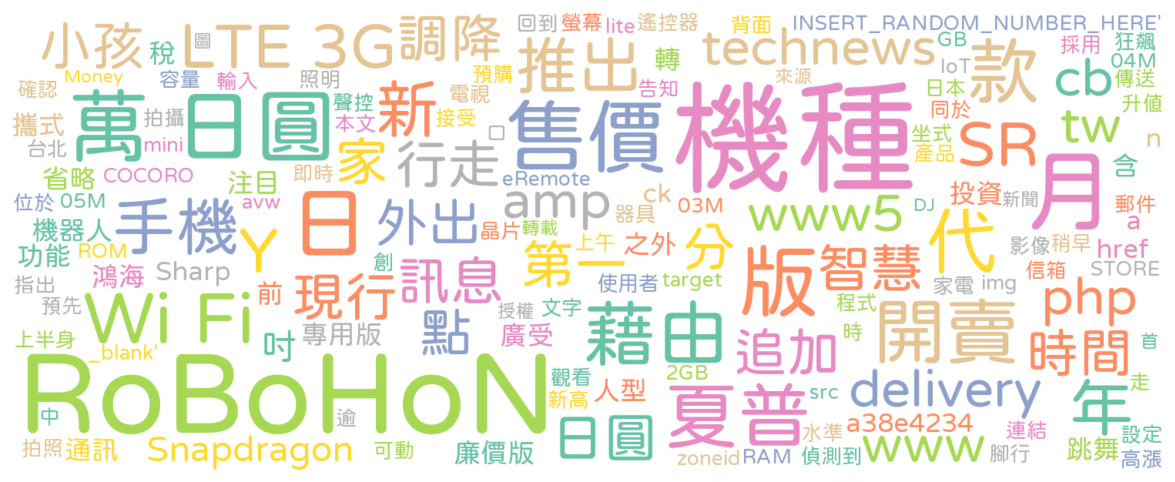 小孩 稅 圖 LTE 3G 調降 回到 螢幕 lite 遙控器 背面 INSERT_RANDOM_NUMBER_HERE'
推出 technews GB 款 採用 狂飆
確認 Money 容量 輸入 照明 預購 電視 轉 告知 來源 IoT 日本 cb 04M 傳送
萬 日圓 拍攝 聲控 新 接受 售價 機種 同於 升值
攜式 mini 本文 家 行走 口 坐式 SR tw n
台北 COCORO 即時 eRemote 產品 月 含
省略 注目 amp ck 投資 新聞 郵件
位於 05M avw 手機 日 外出 晶片 轉載 器具 03M www5 DJ 代 a
機器人 Y 第一 上午 之外 分 影像 稍早 href
功能 ROM 鴻海 Sharp 創 訊息 版 智慧 信箱 STORE
指出 前 現行 使用者 target 家電 img
預先 Wi Fi 點 授權 文字 藉由 程式 php
上半身 吋 專用版 廣受 追加 時 開賣 時間 首
_blank' RoBoHoN 觀看 2GB 走
新高 人型 夏普 src delivery 年
中 逾 日圓 水準 a38e4234 連結 設定
拍照 通訊 Snapdragon 可動 廉價版 zoneid RAM 偵測到 www 腳行 跳舞 高漲